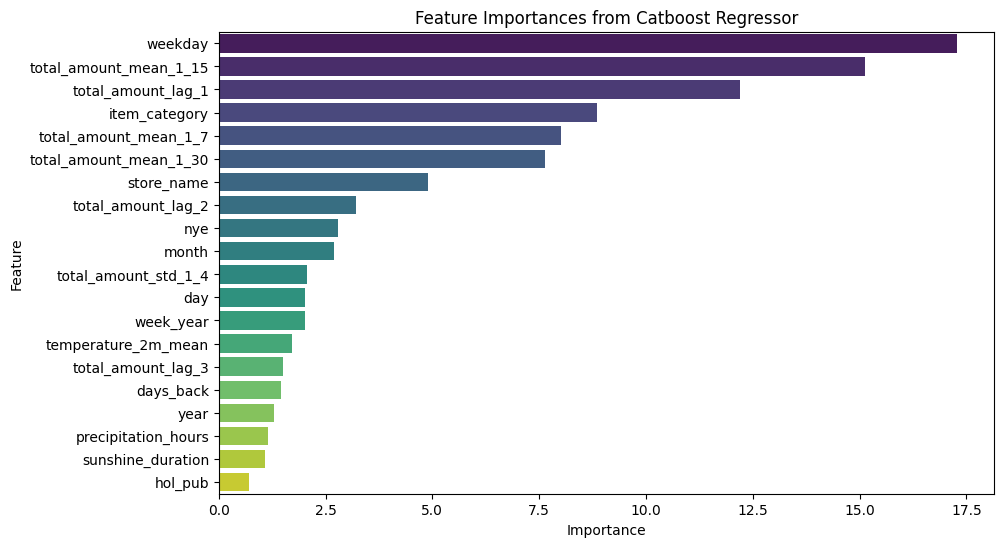 Feature Importances from Catboost Regressor
Feature
weekday
total_amount_mean_1_15
total_amount_lag_1
item_category
total_amount_mean_1_7
total_amount_mean_1_30
store_name
total_amount_lag_2
nye
month
total_amount_std_1_4
day
week_year
temperature_2m_mean
total_amount_lag_3
days_back
year
precipitation_hours
sunshine_duration
hol_pub
0.0 2.5 5.0 7.5 10.0 12.5 15.0 17.5
Importance